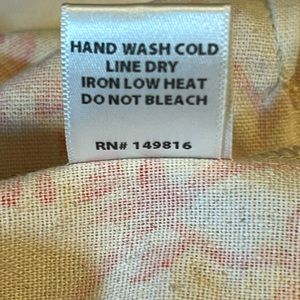 HAND WASH COLD
LINE DRY
IRON LOW HEAT
DO NOT BLEACH
RN# 149816